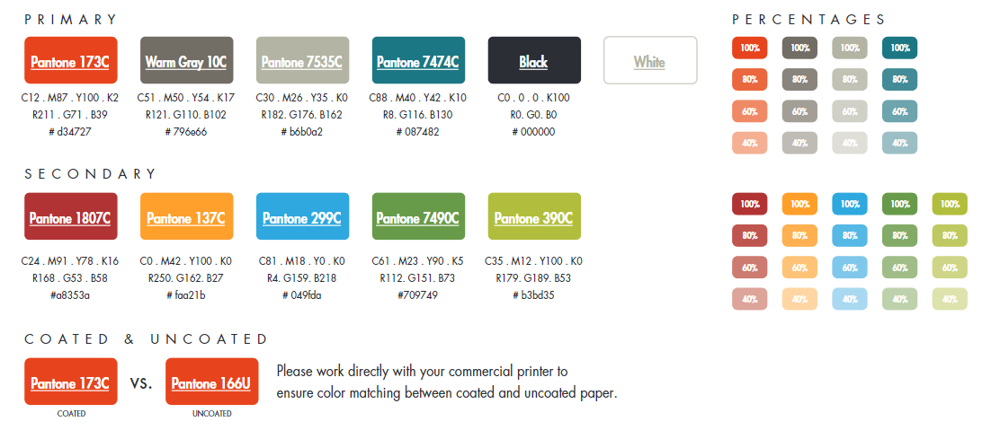 PRIMARY
Pantone 173C
Warm Gray 10C
Pantone 7535C
Pantone 7474C
Black
White
C12 . M87 . Y100 . K2
C51 . M50 . Y54 . K17
C30 . M26 . Y35 . K0
C88 . M40 . Y42 . K10
C0 . 0 . 0 . K100
R211 . G71 . B39
R121. G110. B102
R182. G176. B162
R8. G116. B130
R0. G0. B0
# d34727
# 796e66
# b6b0a2
# 087482
# 000000
SECONDARY
Pantone 1807C
Pantone 137C
Pantone 299C
Pantone 7490C
Pantone 390C
C24 . M91 . Y78 . K16
C0 . M42 . Y100 . K0
C81 . M18 . Y0 . K0
C61 . M23 . Y90 . K5
C35 . M12 . Y100 . K0
R168 . G53 . B58
R250. G162. B27
R4. G159. B218
R112. G151. B73
R179. G189. B53
#a8353a
# faa21b
# 049fda
#709749
# b3bd35
COATED & UNCOATED
Pantone 173C
vs.
Pantone 166U
COATED
UNCOATED
Please work directly with your commercial printer to
ensure color matching between coated and uncoated paper.
PERCENTAGES
100% 100% 100% 100%
80% 80% 80% 80%
60% 60% 60% 60%
40% 40% 40% 40%
100% 100% 100% 100% 100%
80% 80% 80% 80% 80%
60% 60% 60% 60% 60%
40% 40% 40% 40% 40%